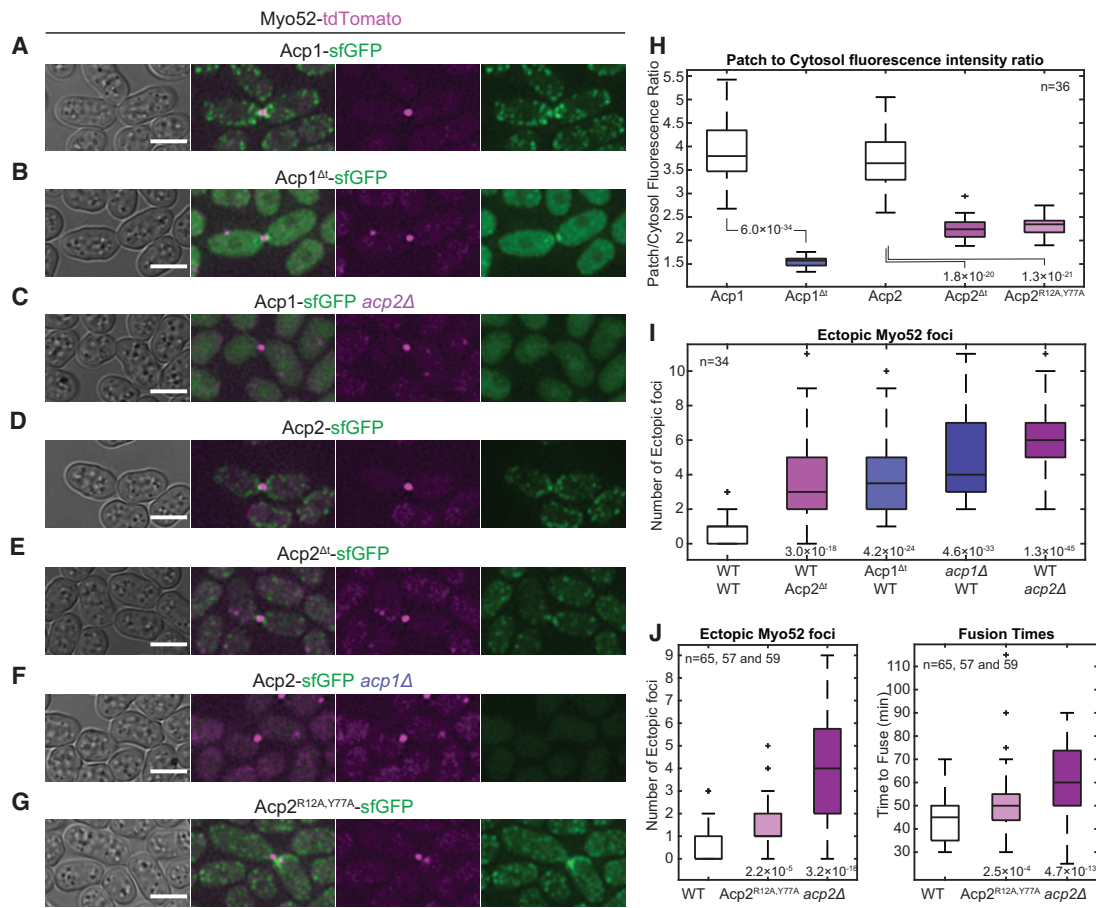 Myo52-tdTomato
A
Acp1-sfGFP
B
Acp1Δt-sfGFP
C
Acp1-sfGFP acp2Δ
D
Acp2-sfGFP
E
Acp2Δt-sfGFP
F
Acp2-sfGFP acp1Δ
G
Acp2R12A,Y77A-sfGFP
H
Patch to Cytosol fluorescence intensity ratio
Patch/Cytosol Fluorescence Ratio
5.5
5
4.5
4
3.5
3
2.5
2
1.5
n=36
6.0×10-34
1.8×10-20
1.3×10-21
Acp1
Acp1Δt
Acp2
Acp2Δt
Acp2R12A,Y77A
I
Ectopic Myo52 foci
Number of Ectopic foci
10
8
6
4
2
0
n=34
3.0×10-18
4.2×10-24
4.6×10-33
1.3×10-45
WT WT Acp1Δt acp1Δ WT
WT Acp2Δt WT WT acp2Δ
J
Ectopic Myo52 foci
Number of Ectopic foci
9
8
7
6
5
4
3
2
1
0
n=65, 57 and 59
2.2×10-5
3.2×10-18
WT
Acp2R12A,Y77A
acp2Δ
Fusion Times
Time to Fuse (min)
110
100
90
80
70
60
50
40
30
n=65, 57 and 59
2.5×10-4
4.7×10-13
WT
Acp2R12A,Y77A
acp2Δ